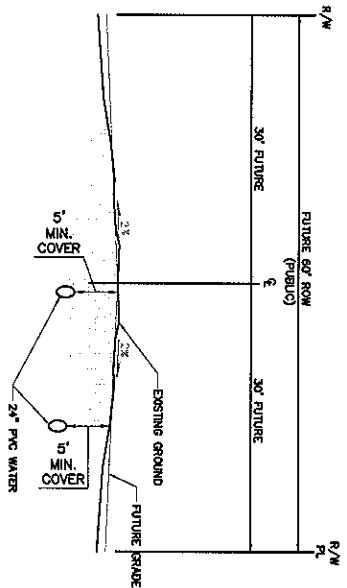 R/W
R/W
PL
FUTURE 60' ROW
(PUBLIC)
30' FUTURE
30' FUTURE
℄
2%
2%
EXISTING GROUND
FUTURE GRADE
5'
MIN.
COVER
5'
MIN.
COVER
24" PVC WATER